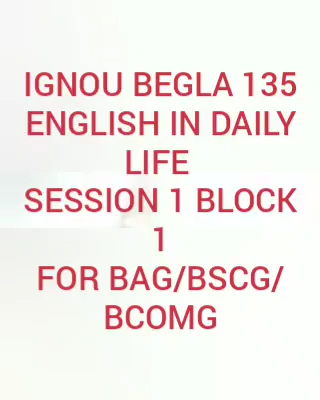 IGNOU BEGLA 135
ENGLISH IN DAILY
LIFE
SESSION 1 BLOCK
1
FOR BAG/BSCG/
BCOMG